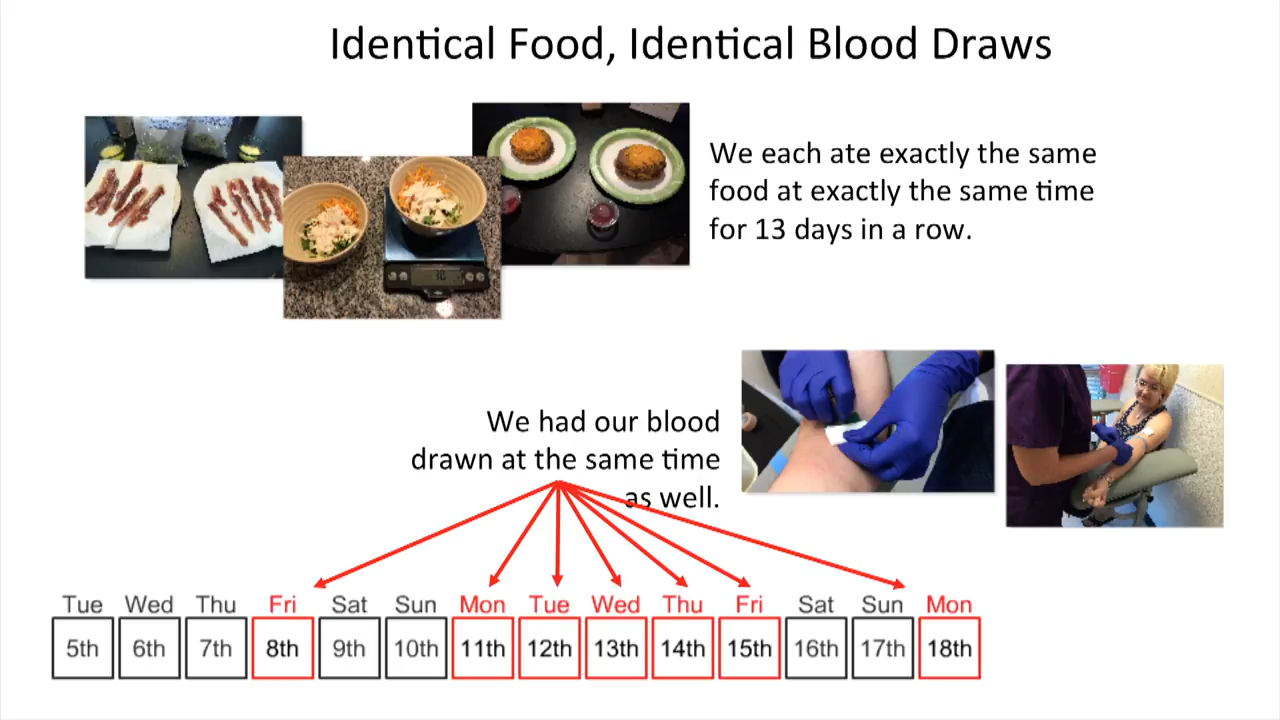 Identical Food, Identical Blood Draws
We each ate exactly the same
food at exactly the same time
for 13 days in a row.
We had our blood
drawn at the same time
as well.
Tue Wed Thu Fri Sat Sun Mon Tue Wed Thu Fri Sat Sun Mon
5th 6th 7th 8th 9th 10th 11th 12th 13th 14th 15th 16th 17th 18th